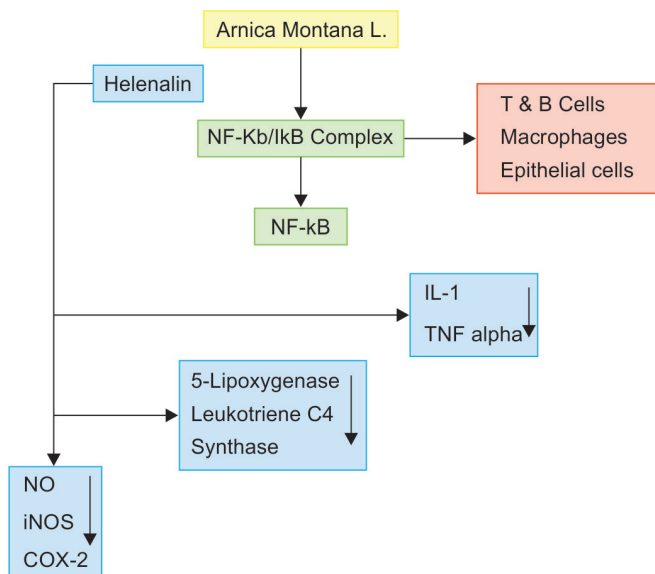 Arnica Montana L.
Helenalin
NF-Kb/IkB Complex
T & B Cells
Macrophages
Epithelial cells
NF-kB
IL-1
TNF alpha
5-Lipoxygenase
Leukotriene C4
Synthase
NO
iNOS
COX-2